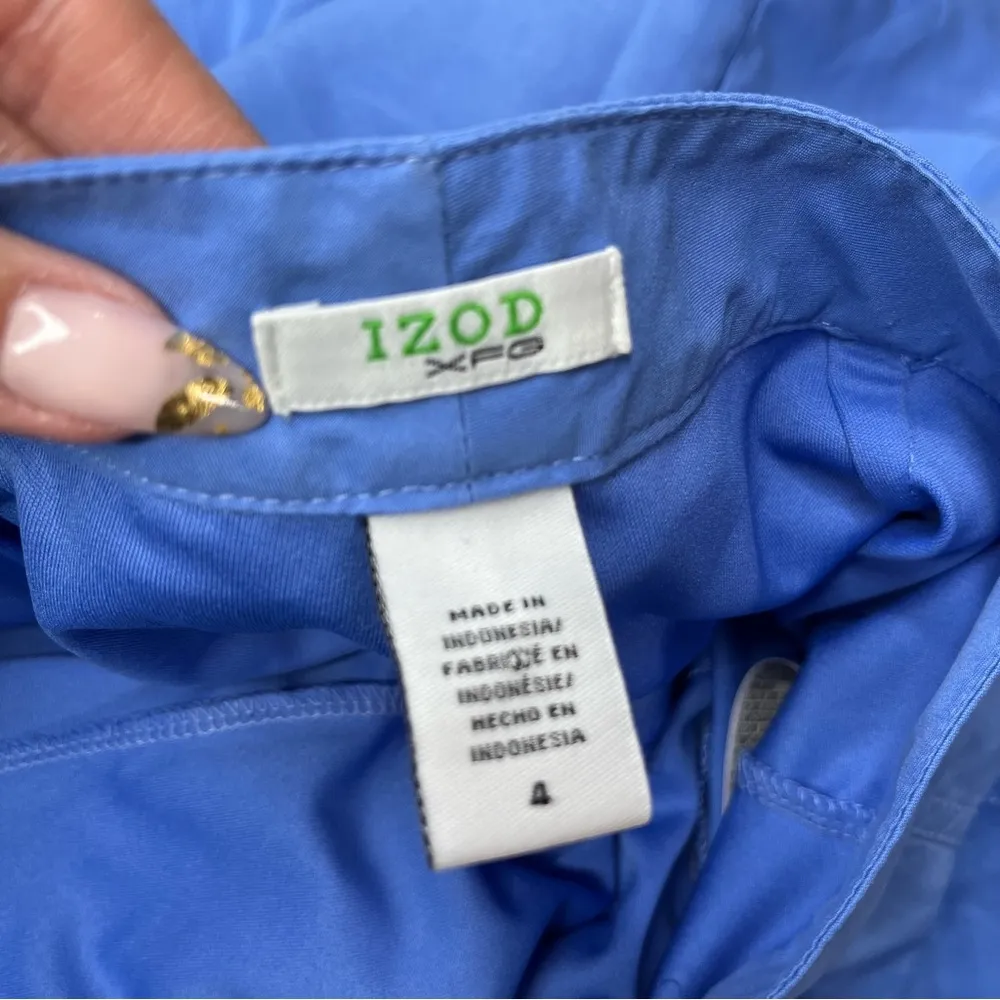 IZOD
XFG
MADE IN
INDONESIA/
FABRIQUÉ EN
INDONÉSIE/
HECHO EN
INDONESIA
4